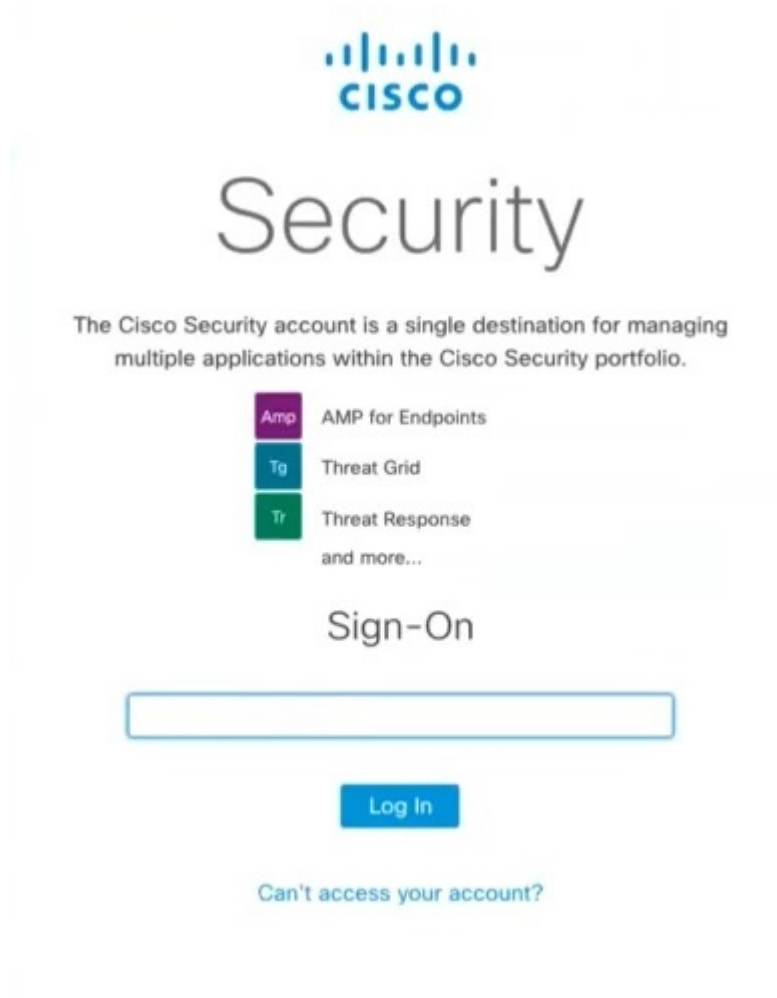 CISCO
Security
The Cisco Security account is a single destination for managing
multiple applications within the Cisco Security portfolio.
Amp AMP for Endpoints
Tg Threat Grid
Tr Threat Response
and more...
Sign-On
Log In
Can't access your account?